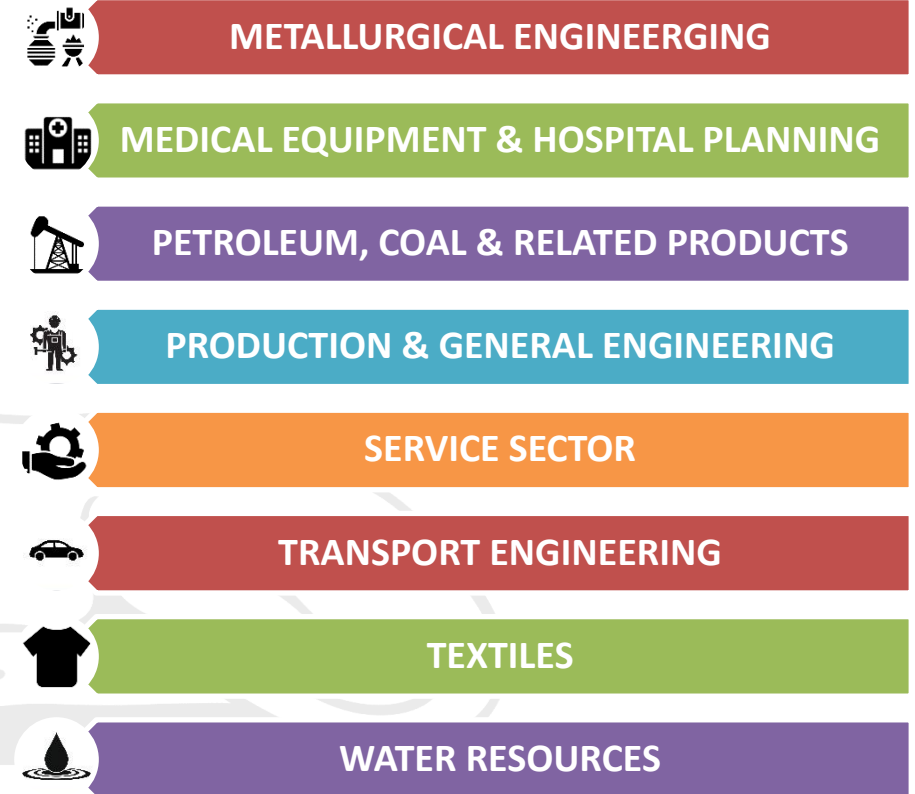 METALLURGICAL ENGINEERGING
MEDICAL EQUIPMENT & HOSPITAL PLANNING
PETROLEUM, COAL & RELATED PRODUCTS
PRODUCTION & GENERAL ENGINEERING
SERVICE SECTOR
TRANSPORT ENGINEERING
TEXTILES
WATER RESOURCES